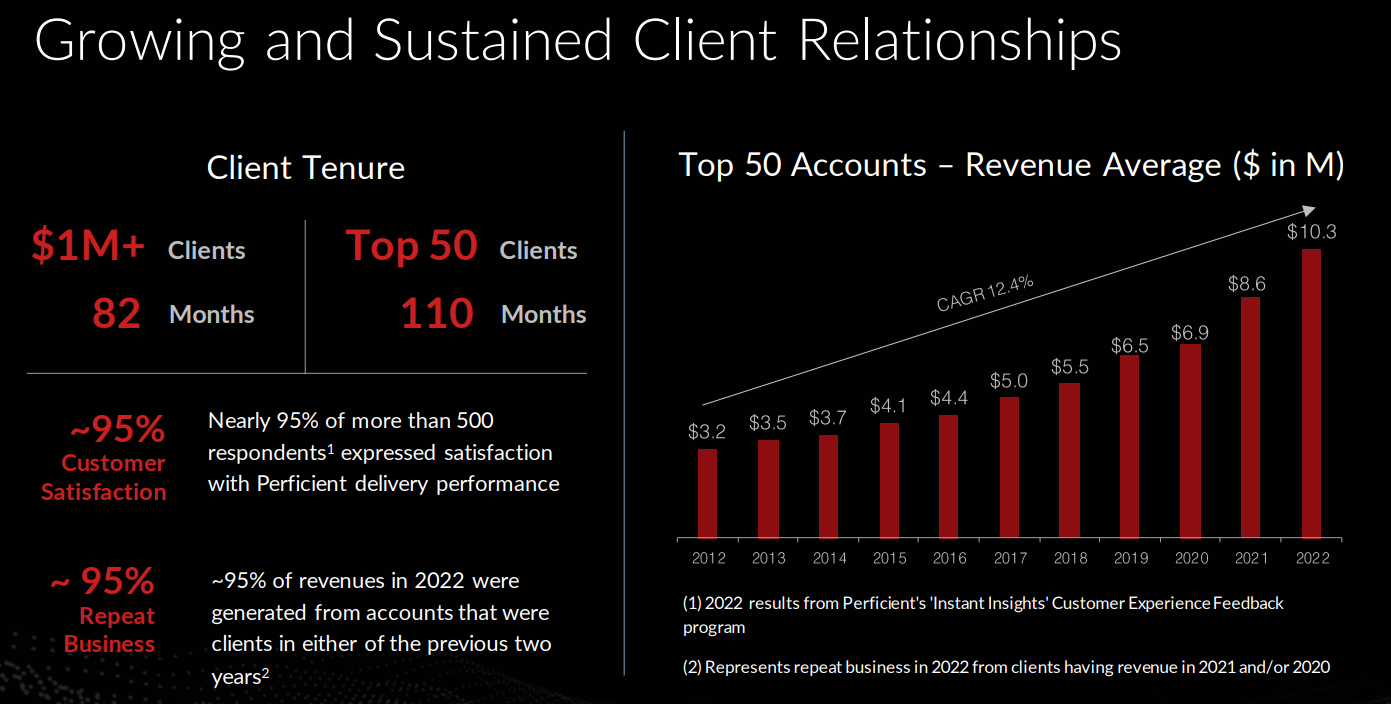 Growing and Sustained Client Relationships
Client Tenure
$1M+ Clients
82 Months
Top 50 Clients
110 Months
~95%
Customer
Satisfaction
Nearly 95% of more than 500
respondents¹ expressed satisfaction
with Perficient delivery performance
~ 95%
Repeat
Business
~95% of revenues in 2022 were
generated from accounts that were
clients in either of the previous two
years²
Top 50 Accounts – Revenue Average ($ in M)
CAGR 12.4%
$3.2 $3.5 $3.7 $4.1 $4.4 $5.0 $5.5 $6.5 $6.9 $8.6 $10.3
2012 2013 2014 2015 2016 2017 2018 2019 2020 2021 2022
(1) 2022 results from Perficient's 'Instant Insights' Customer Experience Feedback
program
(2) Represents repeat business in 2022 from clients having revenue in 2021 and/or 2020